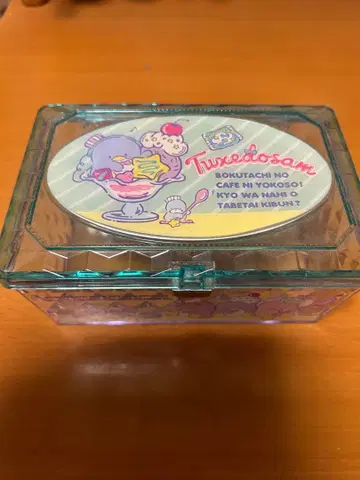 Tuxedosam
BOKUTACHI NO
CAFE NI YOKOSO!
KYO WA NANI O
TABETAI KIBUN?